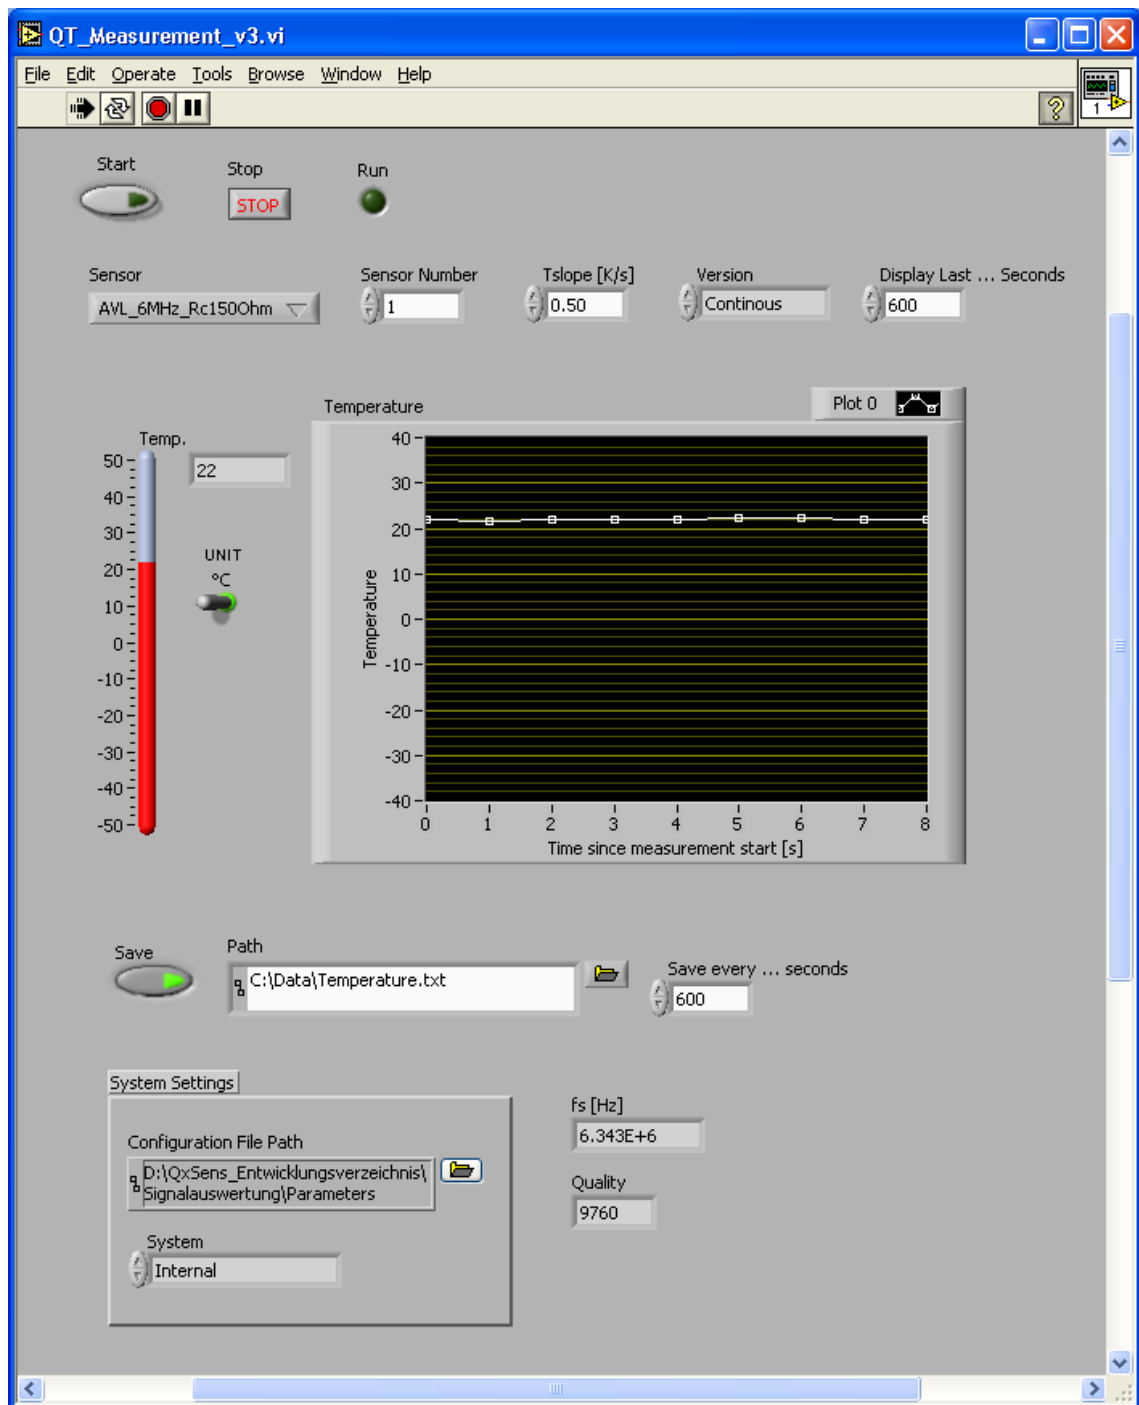 QT_Measurement_v3.vi
File Edit Operate Tools Browse Window Help
1
Start
Stop
Run
STOP
Sensor
Sensor Number
Tslope [K/s]
Version
Display Last ... Seconds
AVL_6MHz_Rc150Ohm
1
0.50
Continous
600
Temperature
Plot 0
Temp.
22
50
40
30
20
10
0
-10
-20
-30
-40
-50
UNIT
°C
Temperature
40
30
20
10
0
-10
-20
-30
-40
0 1 2 3 4 5 6 7 8
Time since measurement start [s]
Save
Path
C:\Data\Temperature.txt
Save every ... seconds
600
System Settings
Configuration File Path
D:\QxSens_Entwicklungsverzeichnis\
Signalauswertung\Parameters
System
Internal
fs [Hz]
6.343E+6
Quality
9760